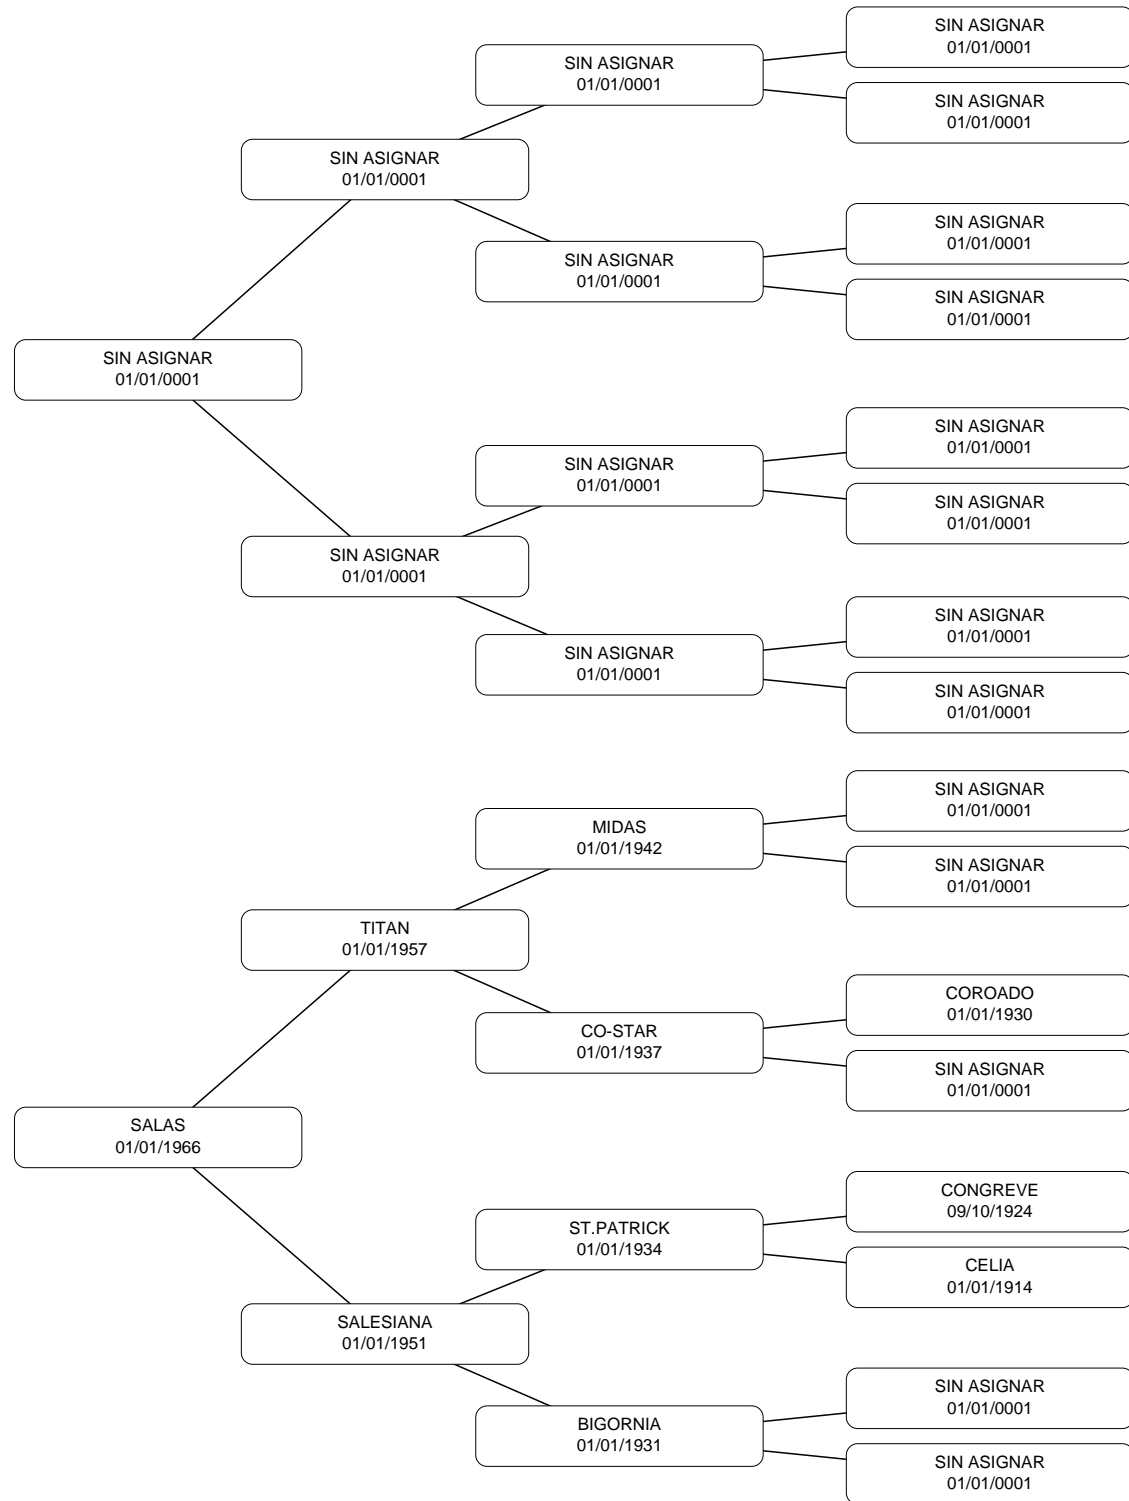 SIN ASIGNAR
01/01/0001
SIN ASIGNAR
01/01/0001
SIN ASIGNAR
01/01/0001
SIN ASIGNAR
01/01/0001
SIN ASIGNAR
01/01/0001
SIN ASIGNAR
01/01/0001
SIN ASIGNAR
01/01/0001
SIN ASIGNAR
01/01/0001
SIN ASIGNAR
01/01/0001
SIN ASIGNAR
01/01/0001
SIN ASIGNAR
01/01/0001
SIN ASIGNAR
01/01/0001
SIN ASIGNAR
01/01/0001
SIN ASIGNAR
01/01/0001
SIN ASIGNAR
01/01/0001
SIN ASIGNAR
01/01/0001
MIDAS
01/01/1942
SIN ASIGNAR
01/01/0001
TITAN
01/01/1957
COROADO
01/01/1930
CO-STAR
01/01/1937
SIN ASIGNAR
01/01/0001
SALAS
01/01/1966
CONGREVE
09/10/1924
ST.PATRICK
01/01/1934
CELIA
01/01/1914
SALESIANA
01/01/1951
SIN ASIGNAR
01/01/0001
BIGORNIA
01/01/1931
SIN ASIGNAR
01/01/0001